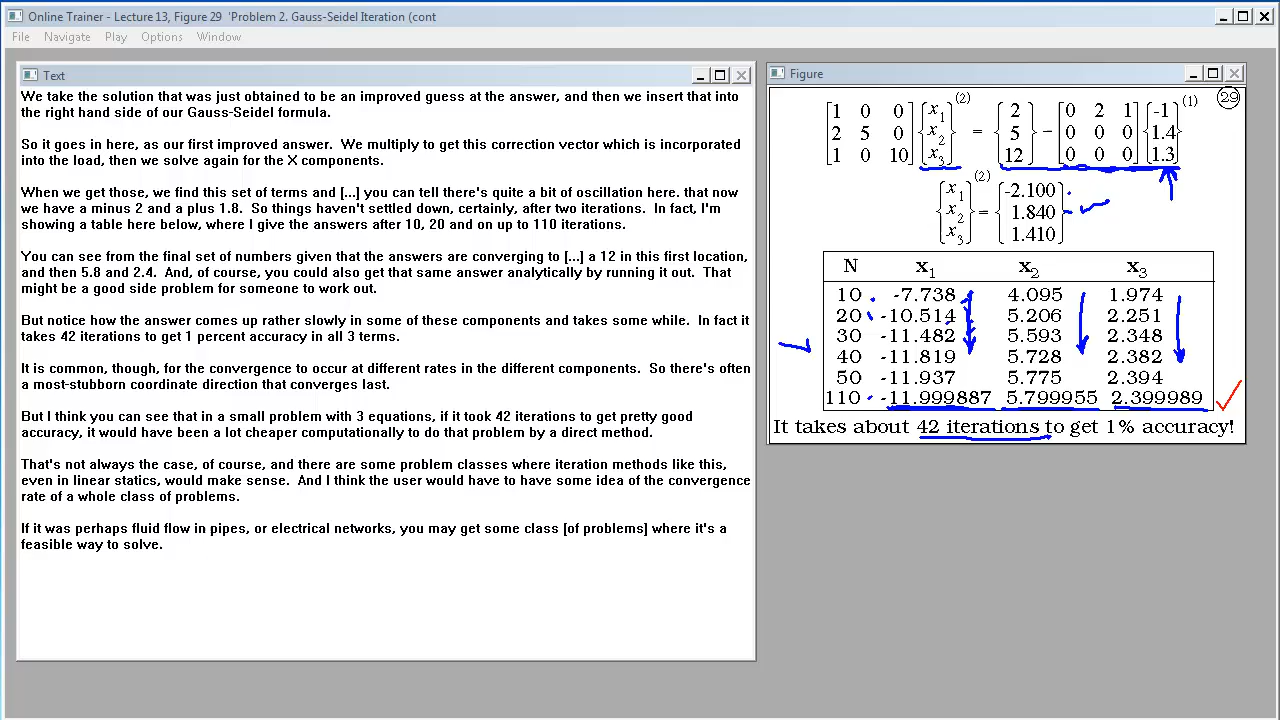 Online Trainer - Lecture 13, Figure 29 'Problem 2. Gauss-Seidel Iteration (cont
File Navigate Play Options Window
Text
We take the solution that was just obtained to be an improved guess at the answer, and then we insert that into
the right hand side of our Gauss-Seidel formula.
So it goes in here, as our first improved answer. We multiply to get this correction vector which is incorporated
into the load, then we solve again for the X components.
When we get those, we find this set of terms and [...] you can tell there's quite a bit of oscillation here. that now
we have a minus 2 and a plus 1.8. So things haven't settled down, certainly, after two iterations. In fact, I'm
showing a table here below, where I give the answers after 10, 20 and on up to 110 iterations.
You can see from the final set of numbers given that the answers are converging to [...] a 12 in this first location,
and then 5.8 and 2.4. And, of course, you could also get that same answer analytically by running it out. That
might be a good side problem for someone to work out.
But notice how the answer comes up rather slowly in some of these components and takes some while. In fact it
takes 42 iterations to get 1 percent accuracy in all 3 terms.
It is common, though, for the convergence to occur at different rates in the different components. So there's often
a most-stubborn coordinate direction that converges last.
But I think you can see that in a small problem with 3 equations, if it took 42 iterations to get pretty good
accuracy, it would have been a lot cheaper computationally to do that problem by a direct method.
That's not always the case, of course, and there are some problem classes where iteration methods like this,
even in linear statics, would make sense. And I think the user would have to have some idea of the convergence
rate of a whole class of problems.
If it was perhaps fluid flow in pipes, or electrical networks, you may get some class [of problems] where it's a
feasible way to solve.
Figure
(2) (1) 29
1 0 0 x1 2 0 2 1 -1
2 5 0 x2 = 5 - 0 0 0 1.4
1 0 10 x3 12 0 0 0 1.3
(2)
x1 -2.100
x2 = 1.840
x3 1.410
N x1 x2 x3
10 -7.738 4.095 1.974
20 -10.514 5.206 2.251
30 -11.482 5.593 2.348
40 -11.819 5.728 2.382
50 -11.937 5.775 2.394
110 -11.999887 5.799955 2.399989
It takes about 42 iterations to get 1% accuracy!